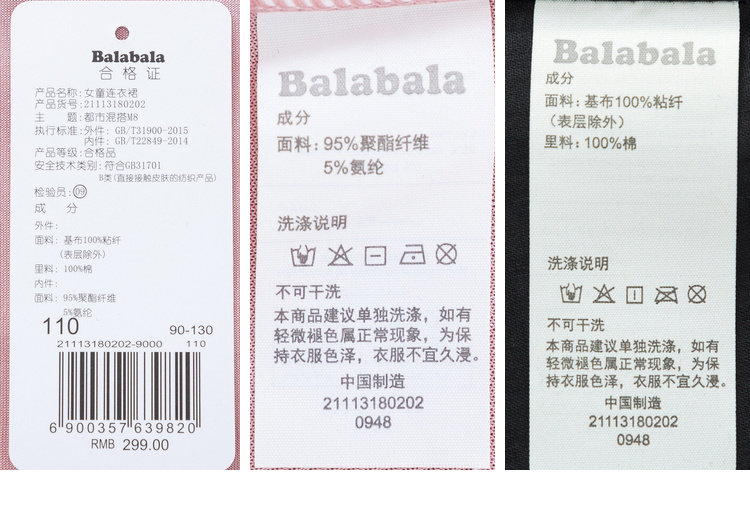 Balabala
合格证
产品名称: 女童连衣裙
产品货号: 21113180202
主 题: 都市混搭M8
执行标准: 外件: GB/T31900-2015
内件: GB/T22849-2014
产品等级: 合格品
安全技术类别: 符合GB31701
B类(直接接触皮肤的纺织产品)
检验员: 09
成 分
外件:
面料: 基布100%粘纤
(表层除外)
里料: 100%棉
内件:
面料: 95%聚酯纤维
5%氨纶
110 90-130
21113180202-9000 110
6 900357 639820
RMB 299.00
Balabala
成分
面料: 95%聚酯纤维
5%氨纶
洗涤说明
不可干洗
本商品建议单独洗涤，如有
轻微褪色属正常现象，为保
持衣服色泽，衣服不宜久浸。
中国制造
21113180202
0948
Balabala
成分
面料: 基布100%粘纤
(表层除外)
里料: 100%棉
洗涤说明
不可干洗
本商品建议单独洗涤，如有
轻微褪色属正常现象，为保
持衣服色泽，衣服不宜久浸。
中国制造
21113180202
0948